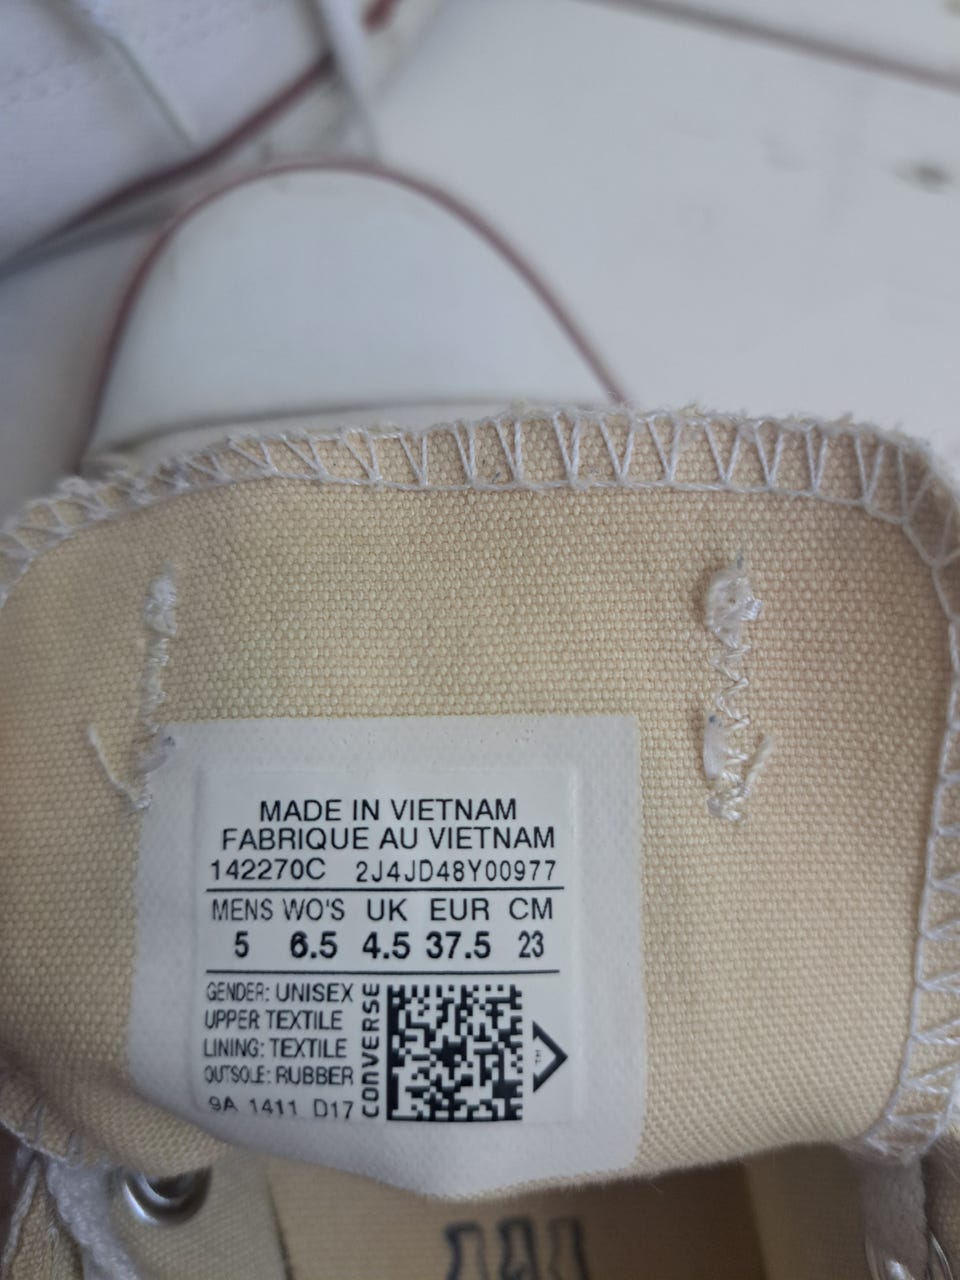 MADE IN VIETNAM
FABRIQUE AU VIETNAM
142270C 2J4JD48Y00977
MENS WO'S UK EUR CM
5 6.5 4.5 37.5 23
GENDER: UNISEX
UPPER TEXTILE
LINING: TEXTILE
OUTSOLE: RUBBER
9A 1411 D17
CONVERSE